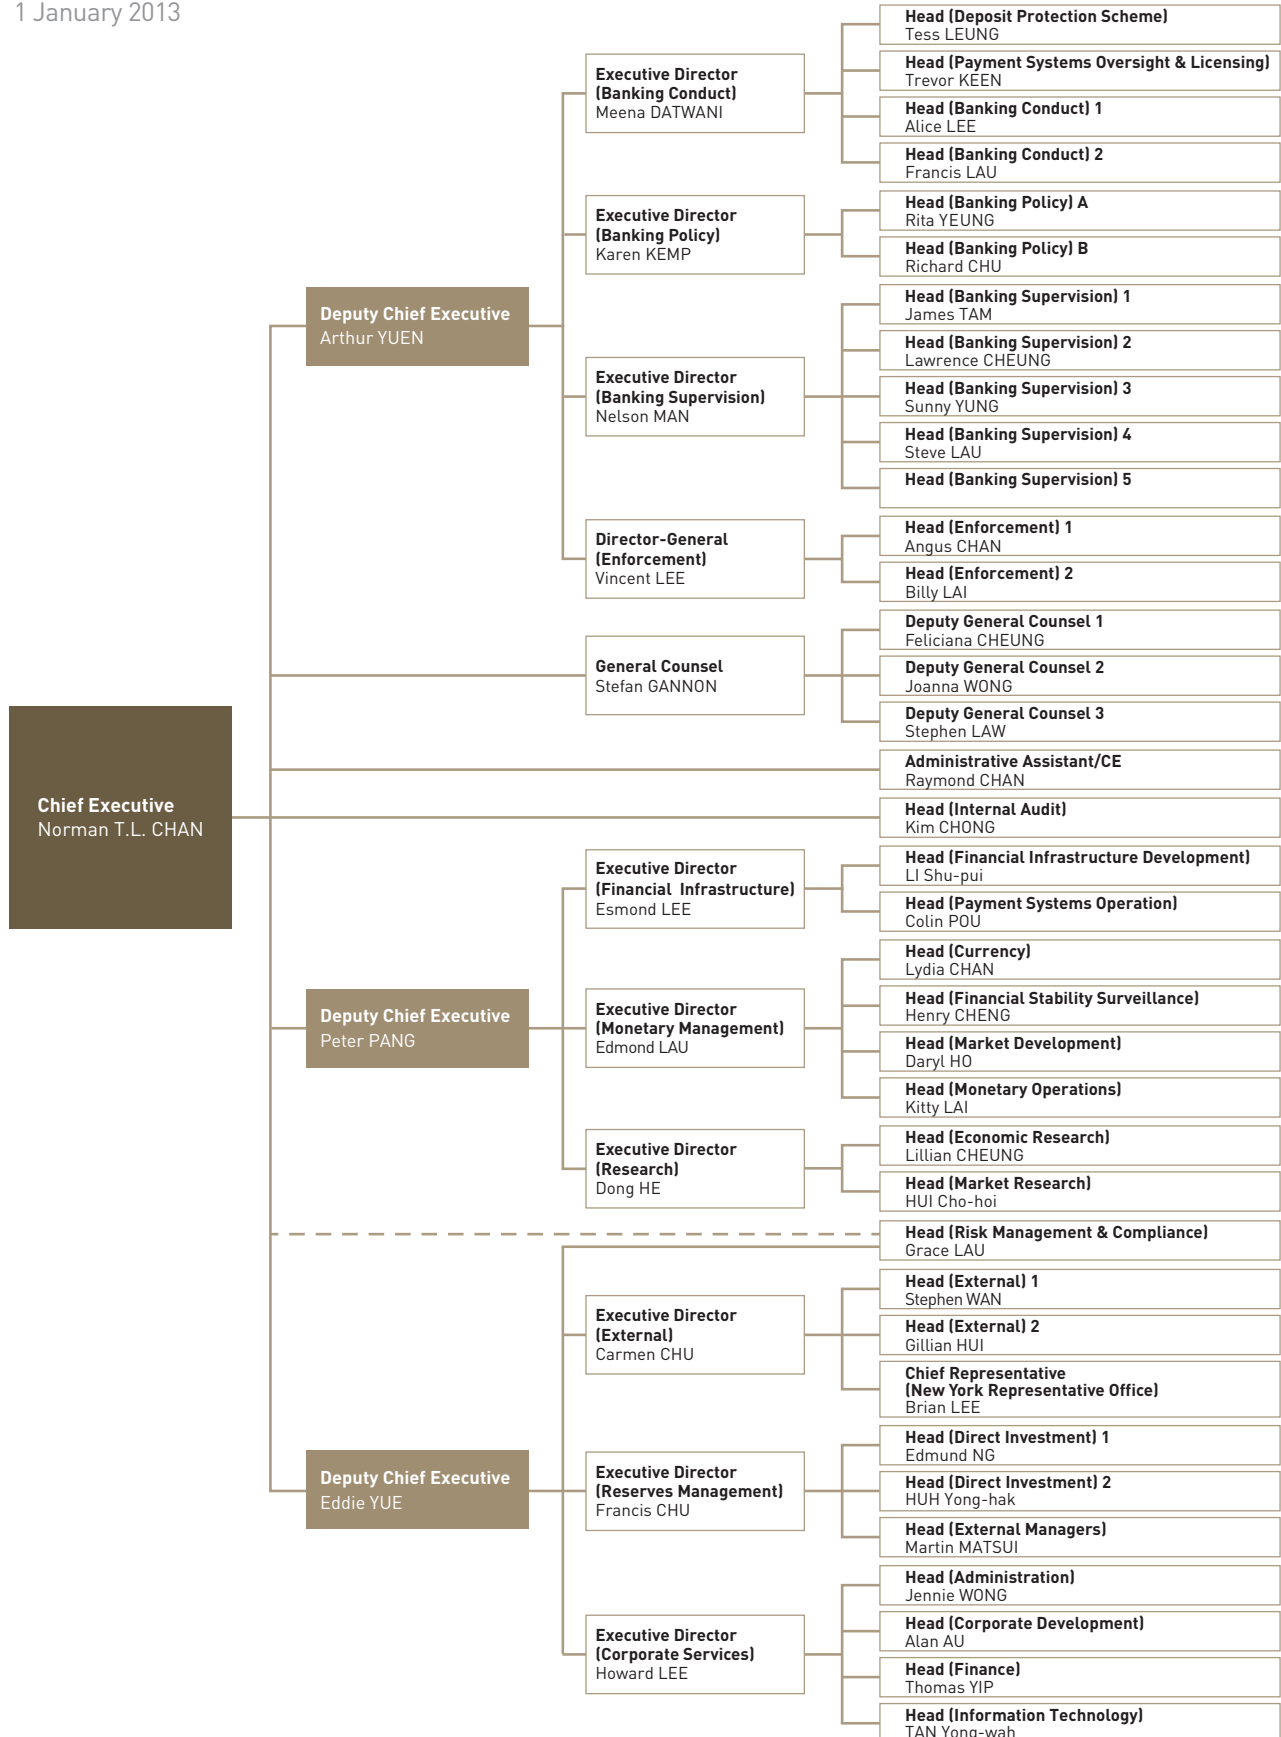 1 January 2013
Chief Executive
Norman T.L. CHAN
Deputy Chief Executive
Arthur YUEN
Executive Director
(Banking Conduct)
Meena DATWANI
Head (Deposit Protection Scheme)
Tess LEUNG
Head (Payment Systems Oversight & Licensing)
Trevor KEEN
Head (Banking Conduct) 1
Alice LEE
Head (Banking Conduct) 2
Francis LAU
Executive Director
(Banking Policy)
Karen KEMP
Head (Banking Policy) A
Rita YEUNG
Head (Banking Policy) B
Richard CHU
Executive Director
(Banking Supervision)
Nelson MAN
Head (Banking Supervision) 1
James TAM
Head (Banking Supervision) 2
Lawrence CHEUNG
Head (Banking Supervision) 3
Sunny YUNG
Head (Banking Supervision) 4
Steve LAU
Head (Banking Supervision) 5
Director-General
(Enforcement)
Vincent LEE
Head (Enforcement) 1
Angus CHAN
Head (Enforcement) 2
Billy LAI
General Counsel
Stefan GANNON
Deputy General Counsel 1
Feliciana CHEUNG
Deputy General Counsel 2
Joanna WONG
Deputy General Counsel 3
Stephen LAW
Administrative Assistant/CE
Raymond CHAN
Head (Internal Audit)
Kim CHONG
Deputy Chief Executive
Peter PANG
Executive Director
(Financial Infrastructure)
Esmond LEE
Head (Financial Infrastructure Development)
LI Shu-pui
Head (Payment Systems Operation)
Colin POU
Executive Director
(Monetary Management)
Edmond LAU
Head (Currency)
Lydia CHAN
Head (Financial Stability Surveillance)
Henry CHENG
Head (Market Development)
Daryl HO
Head (Monetary Operations)
Kitty LAI
Executive Director
(Research)
Dong HE
Head (Economic Research)
Lillian CHEUNG
Head (Market Research)
HUI Cho-hoi
Head (Risk Management & Compliance)
Grace LAU
Deputy Chief Executive
Eddie YUE
Executive Director
(External)
Carmen CHU
Head (External) 1
Stephen WAN
Head (External) 2
Gillian HUI
Chief Representative
(New York Representative Office)
Brian LEE
Executive Director
(Reserves Management)
Francis CHU
Head (Direct Investment) 1
Edmund NG
Head (Direct Investment) 2
HUH Yong-hak
Head (External Managers)
Martin MATSUI
Executive Director
(Corporate Services)
Howard LEE
Head (Administration)
Jennie WONG
Head (Corporate Development)
Alan AU
Head (Finance)
Thomas YIP
Head (Information Technology)
TAN Yong-wah